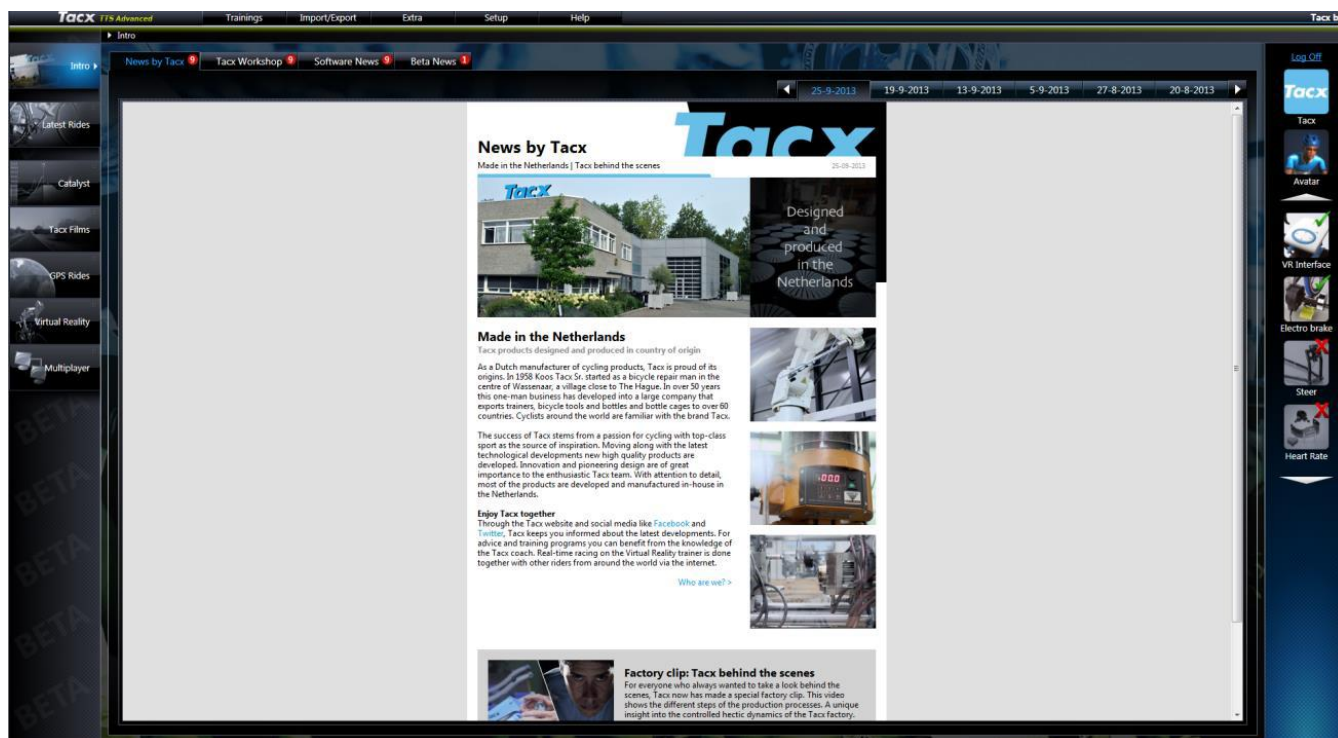 Tacx TTS Advanced
Trainings Import/Export Extra Setup Help
Tacx b
Intro
Intro
Latest Rides
Catalyst
Tacx Films
GPS Rides
Virtual Reality
Multiplayer
BETA
BETA
BETA
BETA
BETA
News by Tacx 9 Tacx Workshop 9 Software News 9 Beta News 1
25-9-2013 19-9-2013 13-9-2013 5-9-2013 27-8-2013 20-8-2013
Tacx
News by Tacx
Made in the Netherlands | Tacx behind the scenes 25-09-2013
Tacx
Designed
and
produced
in the
Netherlands
Made in the Netherlands
Tacx products designed and produced in country of origin
As a Dutch manufacturer of cycling products, Tacx is proud of its
origins. In 1958 Koos Tacx Sr. started as a bicycle repair man in the
centre of Wassenaar, a village close to The Hague. In over 50 years
this one-man business has developed into a large company that
exports trainers, bicycle tools and bottles and bottle cages to over 60
countries. Cyclists around the world are familiar with the brand Tacx.
The success of Tacx stems from a passion for cycling with top-class
sport as the source of inspiration. Moving along with the latest
technological developments new high quality products are
developed. Innovation and pioneering design are of great
importance to the enthusiastic Tacx team. With attention to detail,
most of the products are developed and manufactured in-house in
the Netherlands.
Enjoy Tacx together
Through the Tacx website and social media like Facebook and
Twitter, Tacx keeps you informed about the latest developments. For
advice and training programs you can benefit from the knowledge of
the Tacx coach. Real-time racing on the Virtual Reality trainer is done
together with other riders from around the world via the internet.
Who are we? >
Factory clip: Tacx behind the scenes
For everyone who always wanted to take a look behind the
scenes, Tacx now has made a special factory clip. This video
shows the different steps of the production processes. A unique
insight into the controlled hectic dynamics of the Tacx factory.
Log Off
Tacx
Tacx
Avatar
VR Interface
Electro brake
Steer
Heart Rate